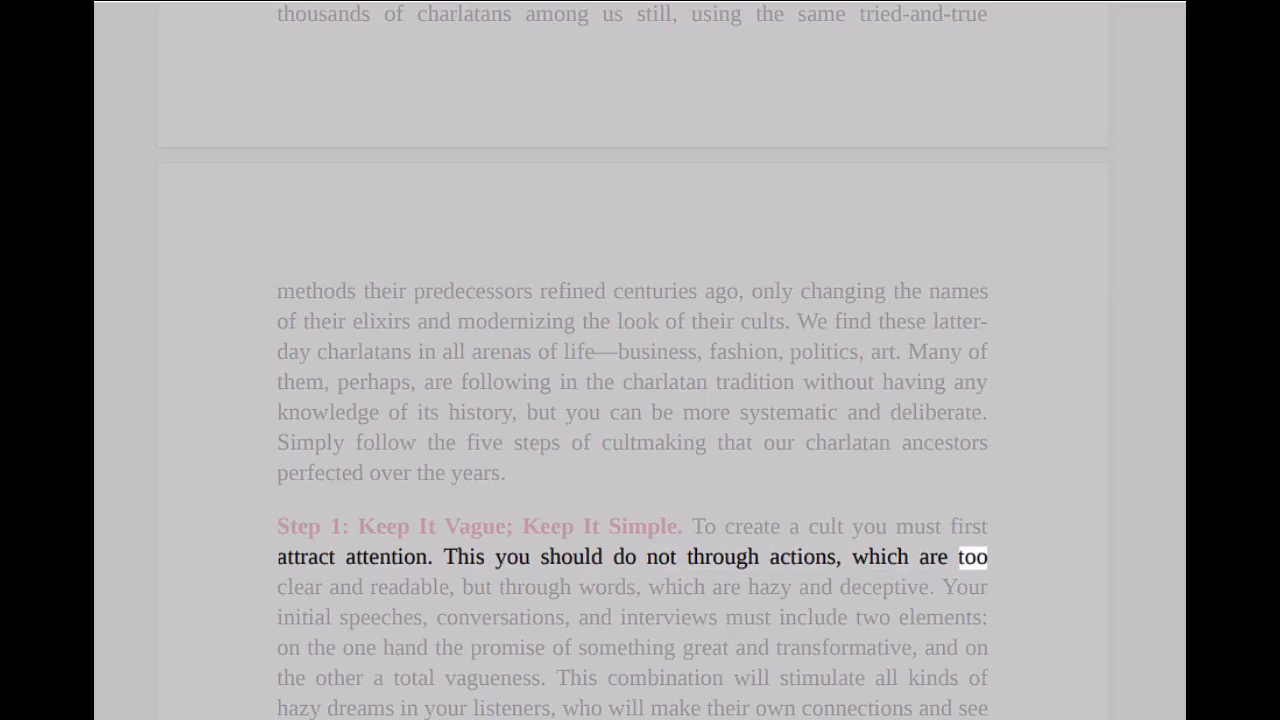 thousands of charlatans among us still, using the same tried-and-true
methods their predecessors refined centuries ago, only changing the names
of their elixirs and modernizing the look of their cults. We find these latter-
day charlatans in all arenas of life—business, fashion, politics, art. Many of
them, perhaps, are following in the charlatan tradition without having any
knowledge of its history, but you can be more systematic and deliberate.
Simply follow the five steps of cultmaking that our charlatan ancestors
perfected over the years.
Step 1: Keep It Vague; Keep It Simple. To create a cult you must first
attract attention. This you should do not through actions, which are too
clear and readable, but through words, which are hazy and deceptive. Your
initial speeches, conversations, and interviews must include two elements:
on the one hand the promise of something great and transformative, and on
the other a total vagueness. This combination will stimulate all kinds of
hazy dreams in your listeners, who will make their own connections and see